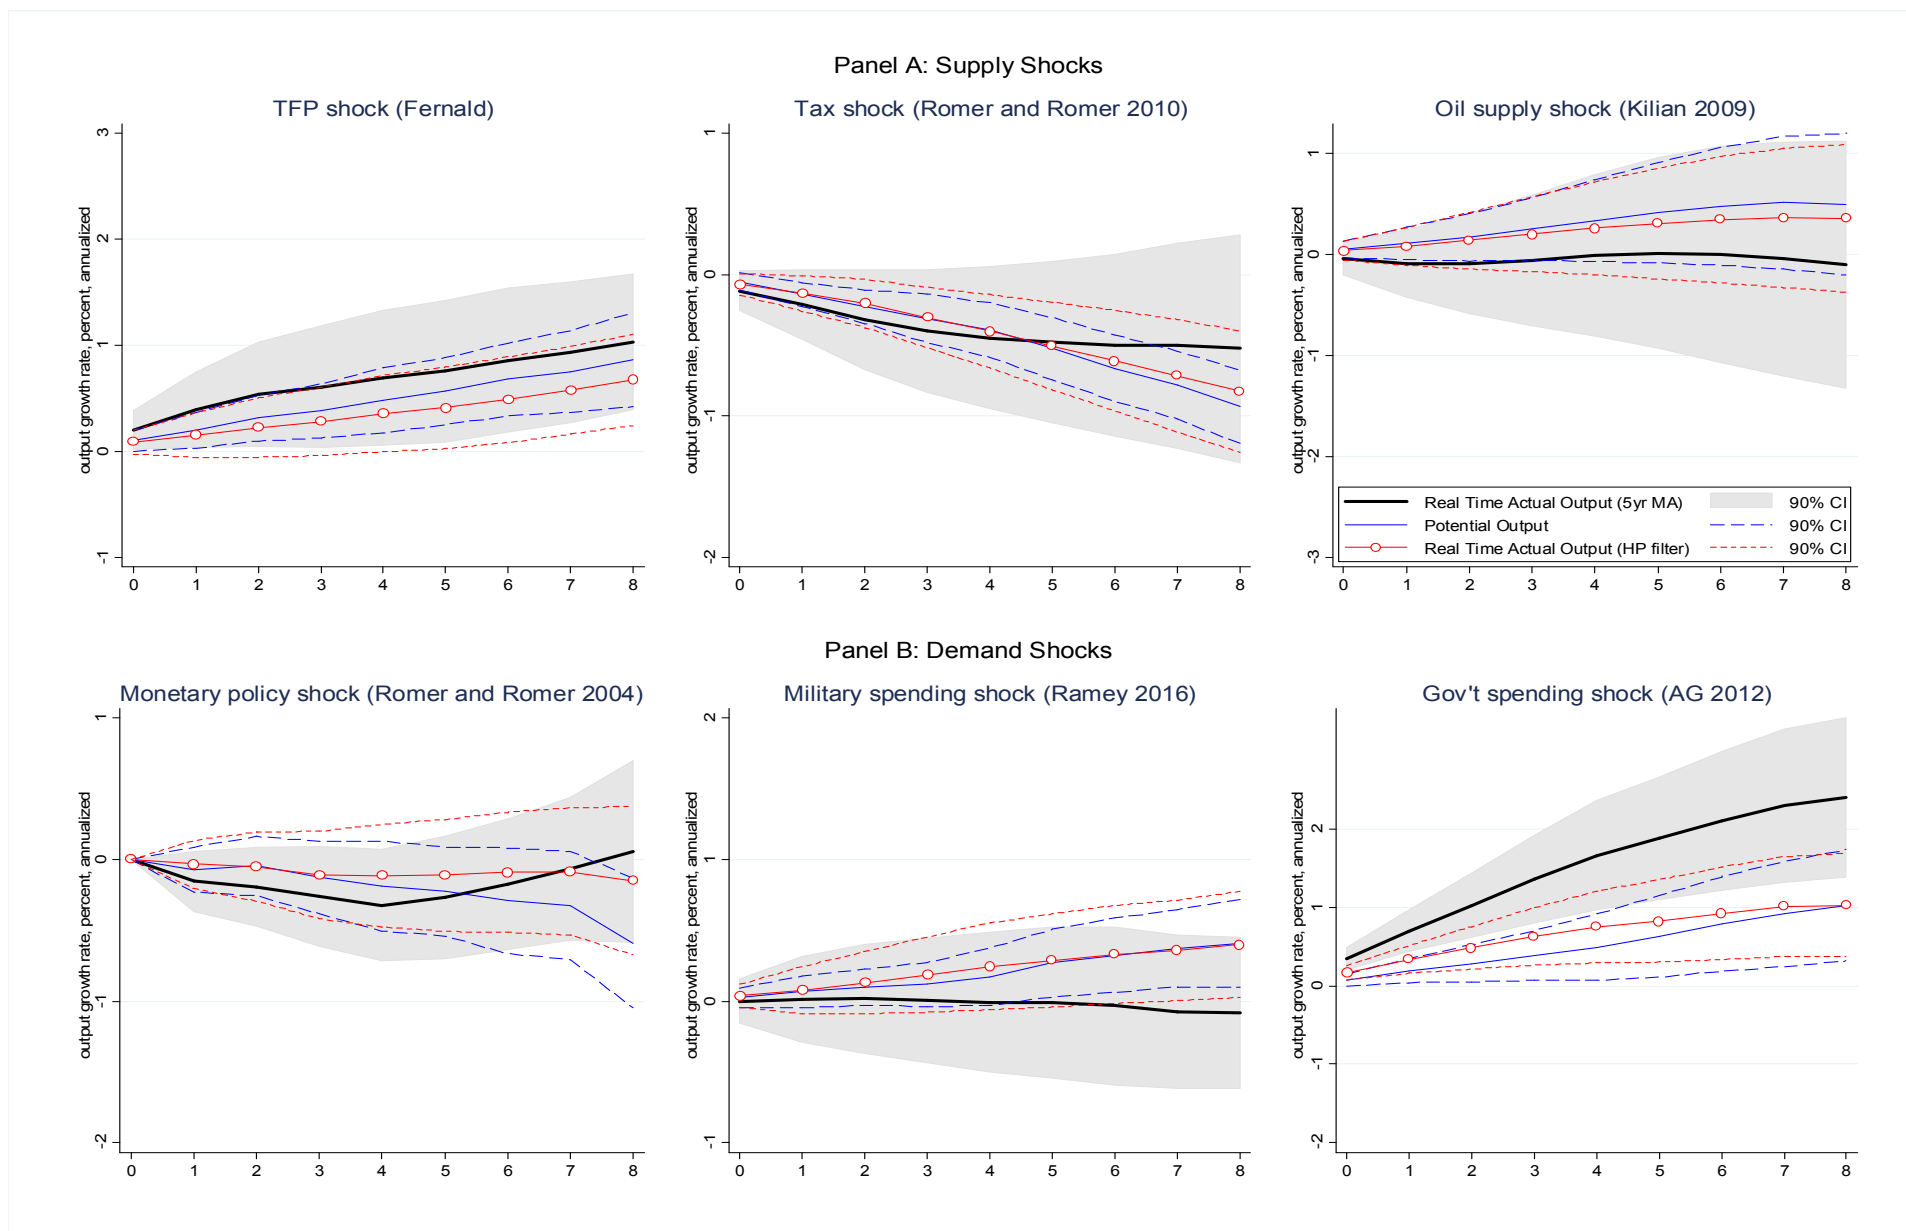 Panel A: Supply Shocks
TFP shock (Fernald)
output growth rate, percent, annualized
3
2
1
0
-1
0 1 2 3 4 5 6 7 8
Tax shock (Romer and Romer 2010)
output growth rate, percent, annualized
1
0
-1
-2
0 1 2 3 4 5 6 7 8
Oil supply shock (Kilian 2009)
output growth rate, percent, annualized
1
0
-1
-2
-3
Real Time Actual Output (5yr MA) 90% CI
Potential Output 90% CI
Real Time Actual Output (HP filter) 90% CI
0 1 2 3 4 5 6 7 8
Panel B: Demand Shocks
Monetary policy shock (Romer and Romer 2004)
output growth rate, percent, annualized
1
0
-1
-2
0 1 2 3 4 5 6 7 8
Military spending shock (Ramey 2016)
output growth rate, percent, annualized
2
1
0
-1
0 1 2 3 4 5 6 7 8
Gov't spending shock (AG 2012)
output growth rate, percent, annualized
2
1
0
-1
-2
0 1 2 3 4 5 6 7 8